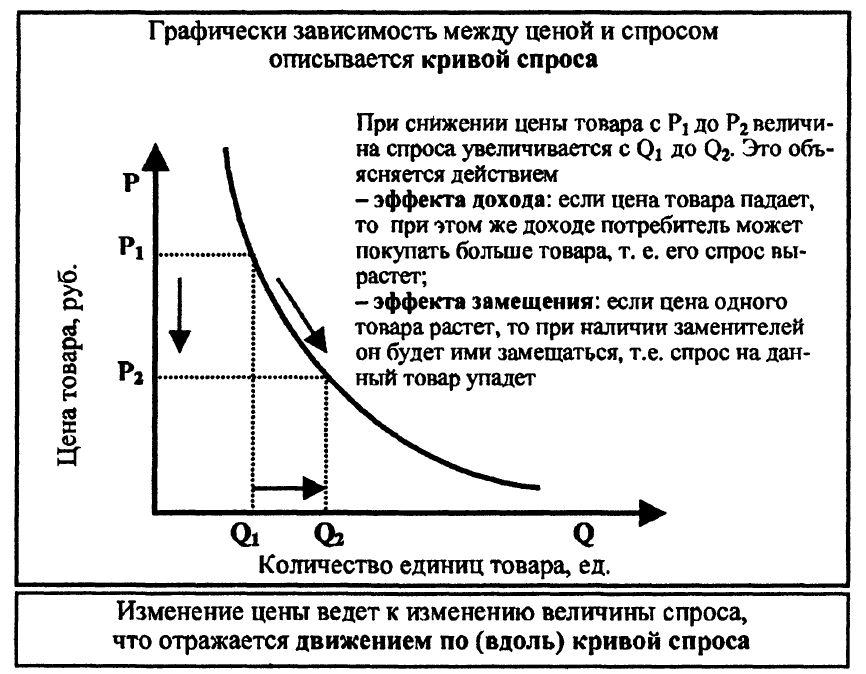 Графически зависимость между ценой и спросом
описывается кривой спроса
При снижении цены товара с P1 до P2 величи-
на спроса увеличивается с Q1 до Q2. Это объ-
ясняется действием
– эффекта дохода: если цена товара падает,
то при этом же доходе потребитель может
покупать больше товара, т. е. его спрос вы-
растет;
– эффекта замещения: если цена одного
товара растет, то при наличии заменителей
он будет ими замещаться, т.е. спрос на дан-
ный товар упадет
P
P1
P2
Цена товара, руб.
Q1 Q2 Q
Количество единиц товара, ед.
Изменение цены ведет к изменению величины спроса,
что отражается движением по (вдоль) кривой спроса